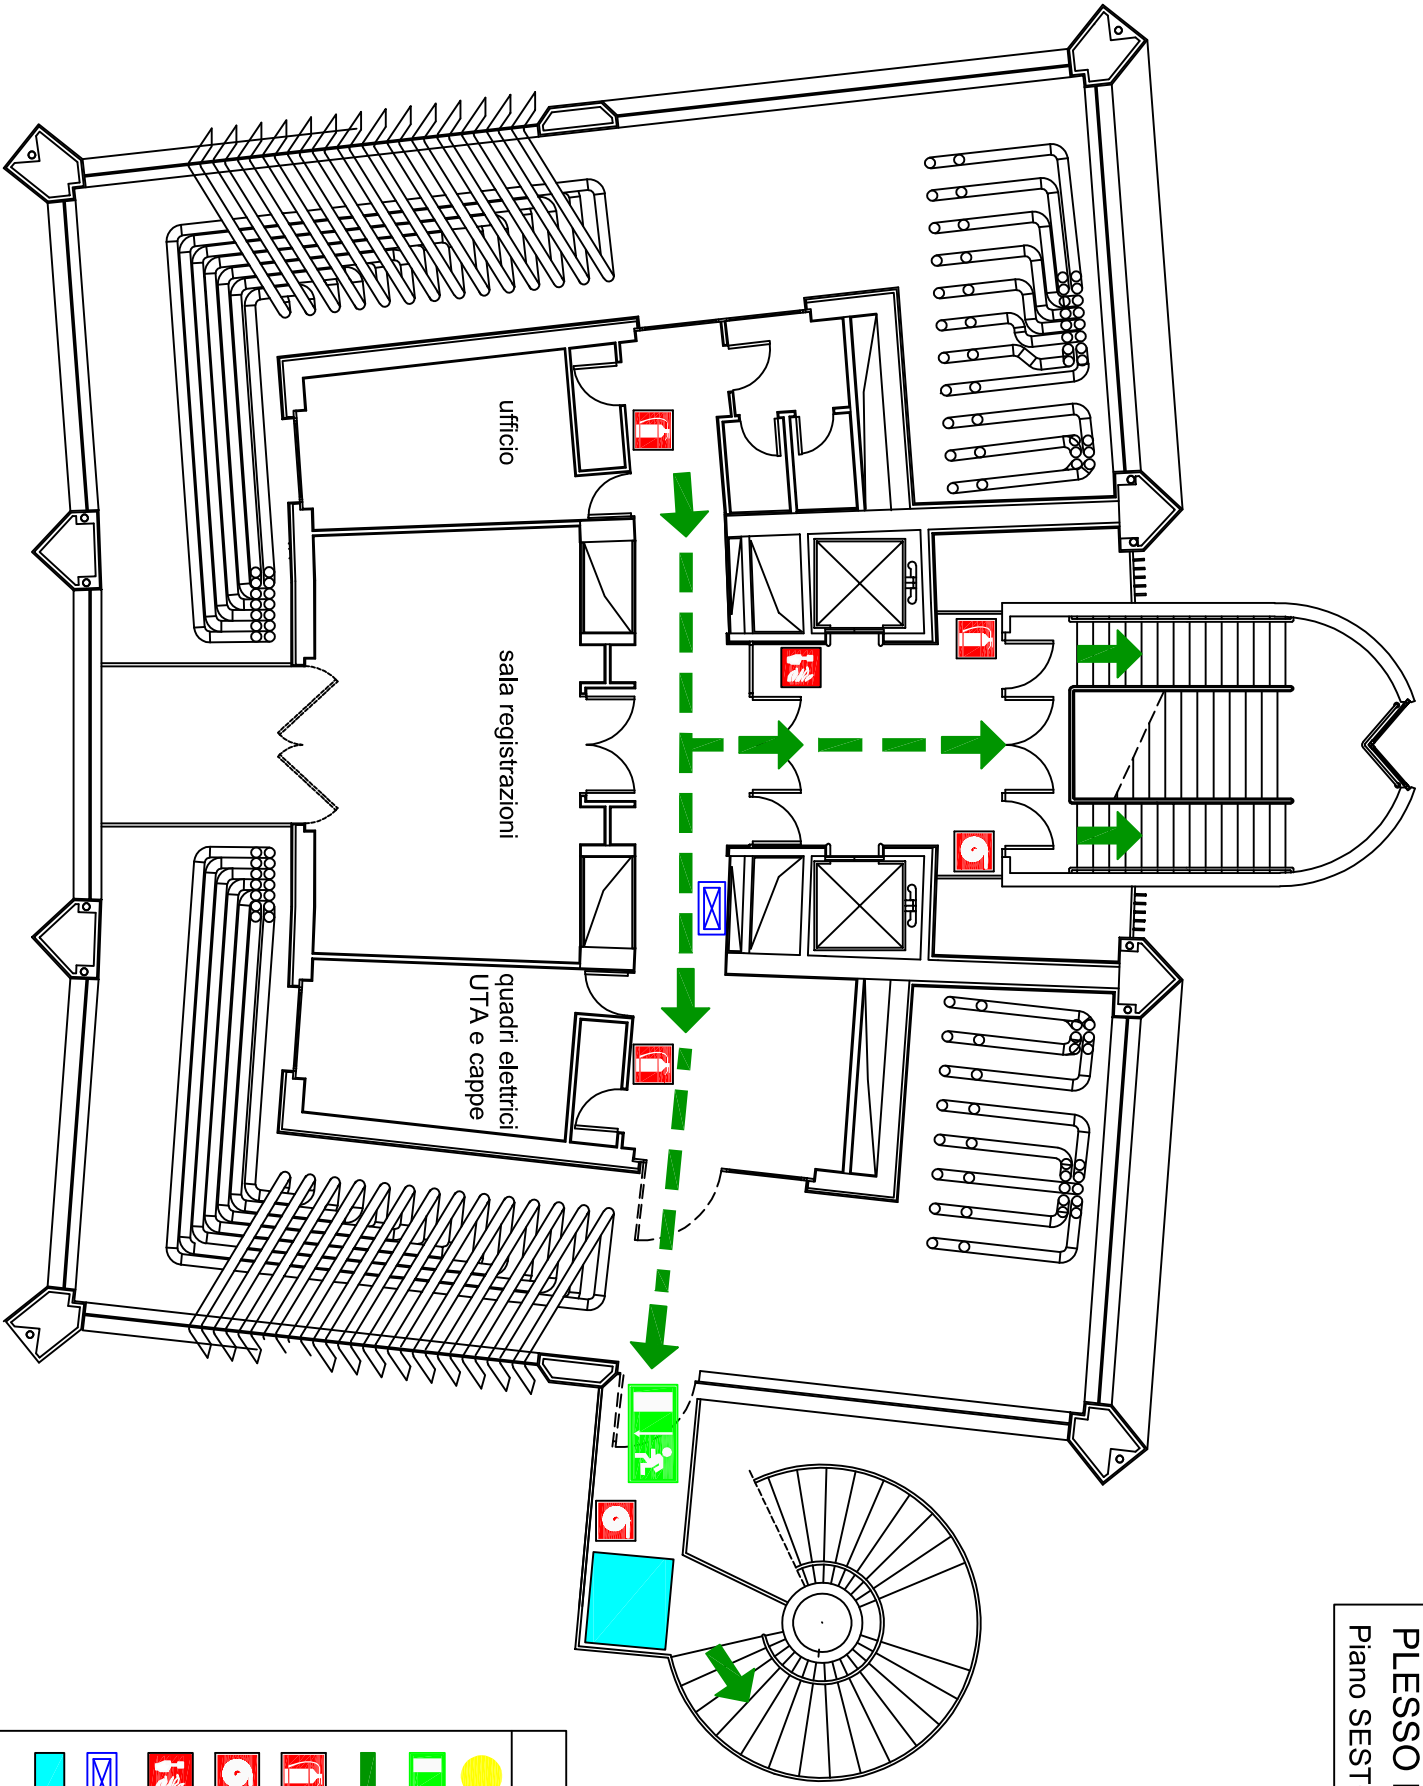 PLESSO
Piano SEST
ufficio
sala registrazioni
quadri elettrici
UTA e cappe